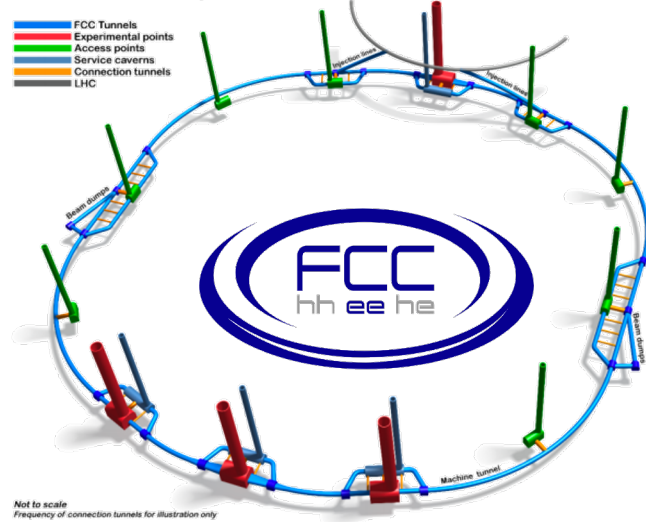 FCC Tunnels
Experimental points
Access points
Service caverns
Connection tunnels
LHC
Injection lines
Injection lines
Beam dumps
FCC
hh ee he
Beam dumps
Machine tunnel
Not to scale
Frequency of connection tunnels for illustration only